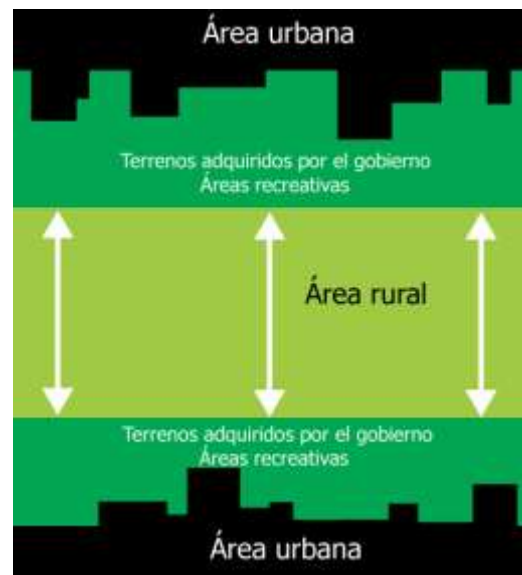 Área urbana
Terrenos adquiridos por el gobierno
Áreas recreativas
Área rural
Terrenos adquiridos por el gobierno
Áreas recreativas
Área urbana